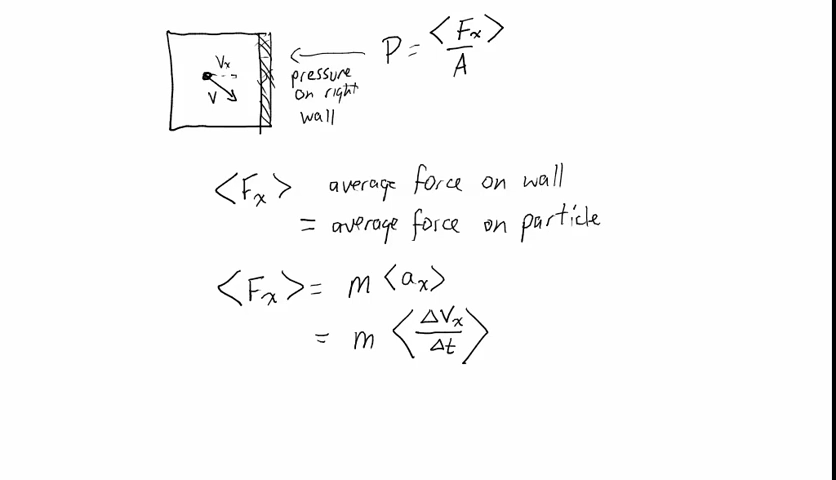 Vx
V
pressure
on right
wall
P = <Fx>/A
<Fx> average force on wall
= average force on particle
<Fx> = m <ax>
= m <ΔVx/Δt>